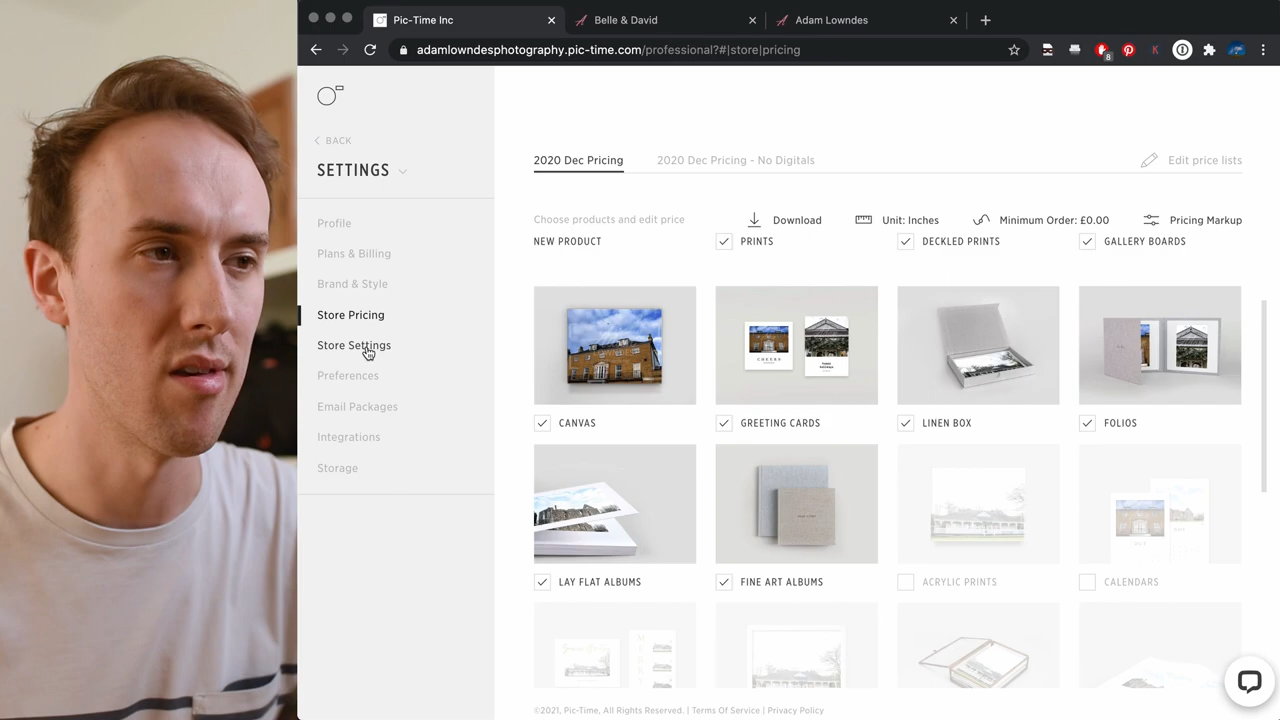 Pic-Time Inc
Belle & David
Adam Lowndes
adamlowndesphotography.pic-time.com/professional?#|store|pricing
8
K
BACK
SETTINGS
Profile
Plans & Billing
Brand & Style
Store Pricing
Store Settings
Preferences
Email Packages
Integrations
Storage
2020 Dec Pricing
2020 Dec Pricing - No Digitals
Edit price lists
Choose products and edit price
Download
Unit: Inches
Minimum Order: £0.00
Pricing Markup
NEW PRODUCT
PRINTS
DECKLED PRINTS
GALLERY BOARDS
CANVAS
GREETING CARDS
LINEN BOX
FOLIOS
LAY FLAT ALBUMS
FINE ART ALBUMS
ACRYLIC PRINTS
CALENDARS
©2021, Pic-Time, All Rights Reserved. | Terms Of Service | Privacy Policy